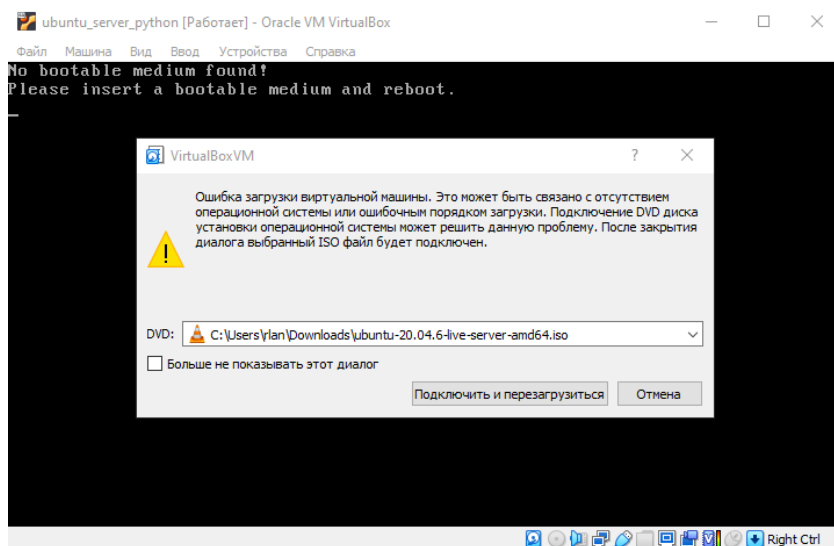 ubuntu_server_python [Работает] - Oracle VM VirtualBox
Файл Машина Вид Ввод Устройства Справка
No bootable medium found!
Please insert a bootable medium and reboot.
_
VirtualBoxVM
Ошибка загрузки виртуальной машины. Это может быть связано с отсутствием
операционной системы или ошибочным порядком загрузки. Подключение DVD диска
установки операционной системы может решить данную проблему. После закрытия
диалога выбранный ISO файл будет подключен.
DVD: C:\Users\rlan\Downloads\ubuntu-20.04.6-live-server-amd64.iso
Больше не показывать этот диалог
Подключить и перезагрузиться Отмена
Right Ctrl